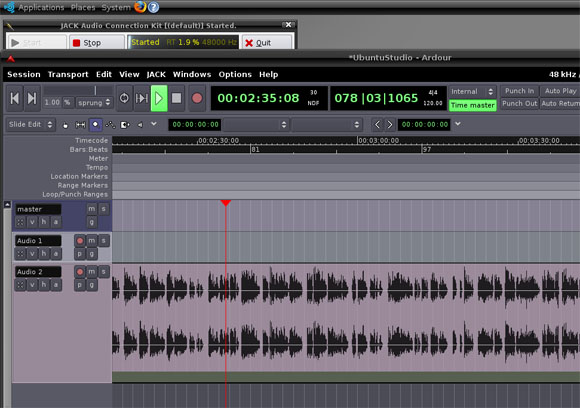 Applications Places System
JACK Audio Connection Kit [(default)] Started.
Start Stop Started RT 1.9 % 48000 Hz Quit
*UbuntuStudio - Ardour
Session Transport Edit View JACK Windows Options Help 48 kHz
1.00 % sprung 00:02:35:08 30 NDF 078|03|1065 4|4 120.00 Internal Time master Punch In Punch Out Auto Play
Slide Edit 00:00:00:00 00:00:00:00
Timecode 00:02:30:00 00:03:00:00 00:03:30:00
Bars:Beats 81 97
Meter
Tempo
Location Markers
Range Markers
Loop/Punch Ranges
master m s
v h a g
Audio 1 m s
v h a p g
Audio 2 m s
v h a p g